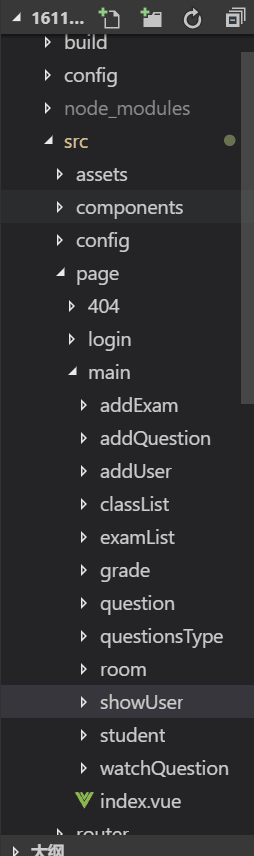 1611...
build
config
node_modules
src
assets
components
config
page
404
login
main
addExam
addQuestion
addUser
classList
examList
grade
question
questionsType
room
showUser
student
watchQuestion
index.vue
router
大纲